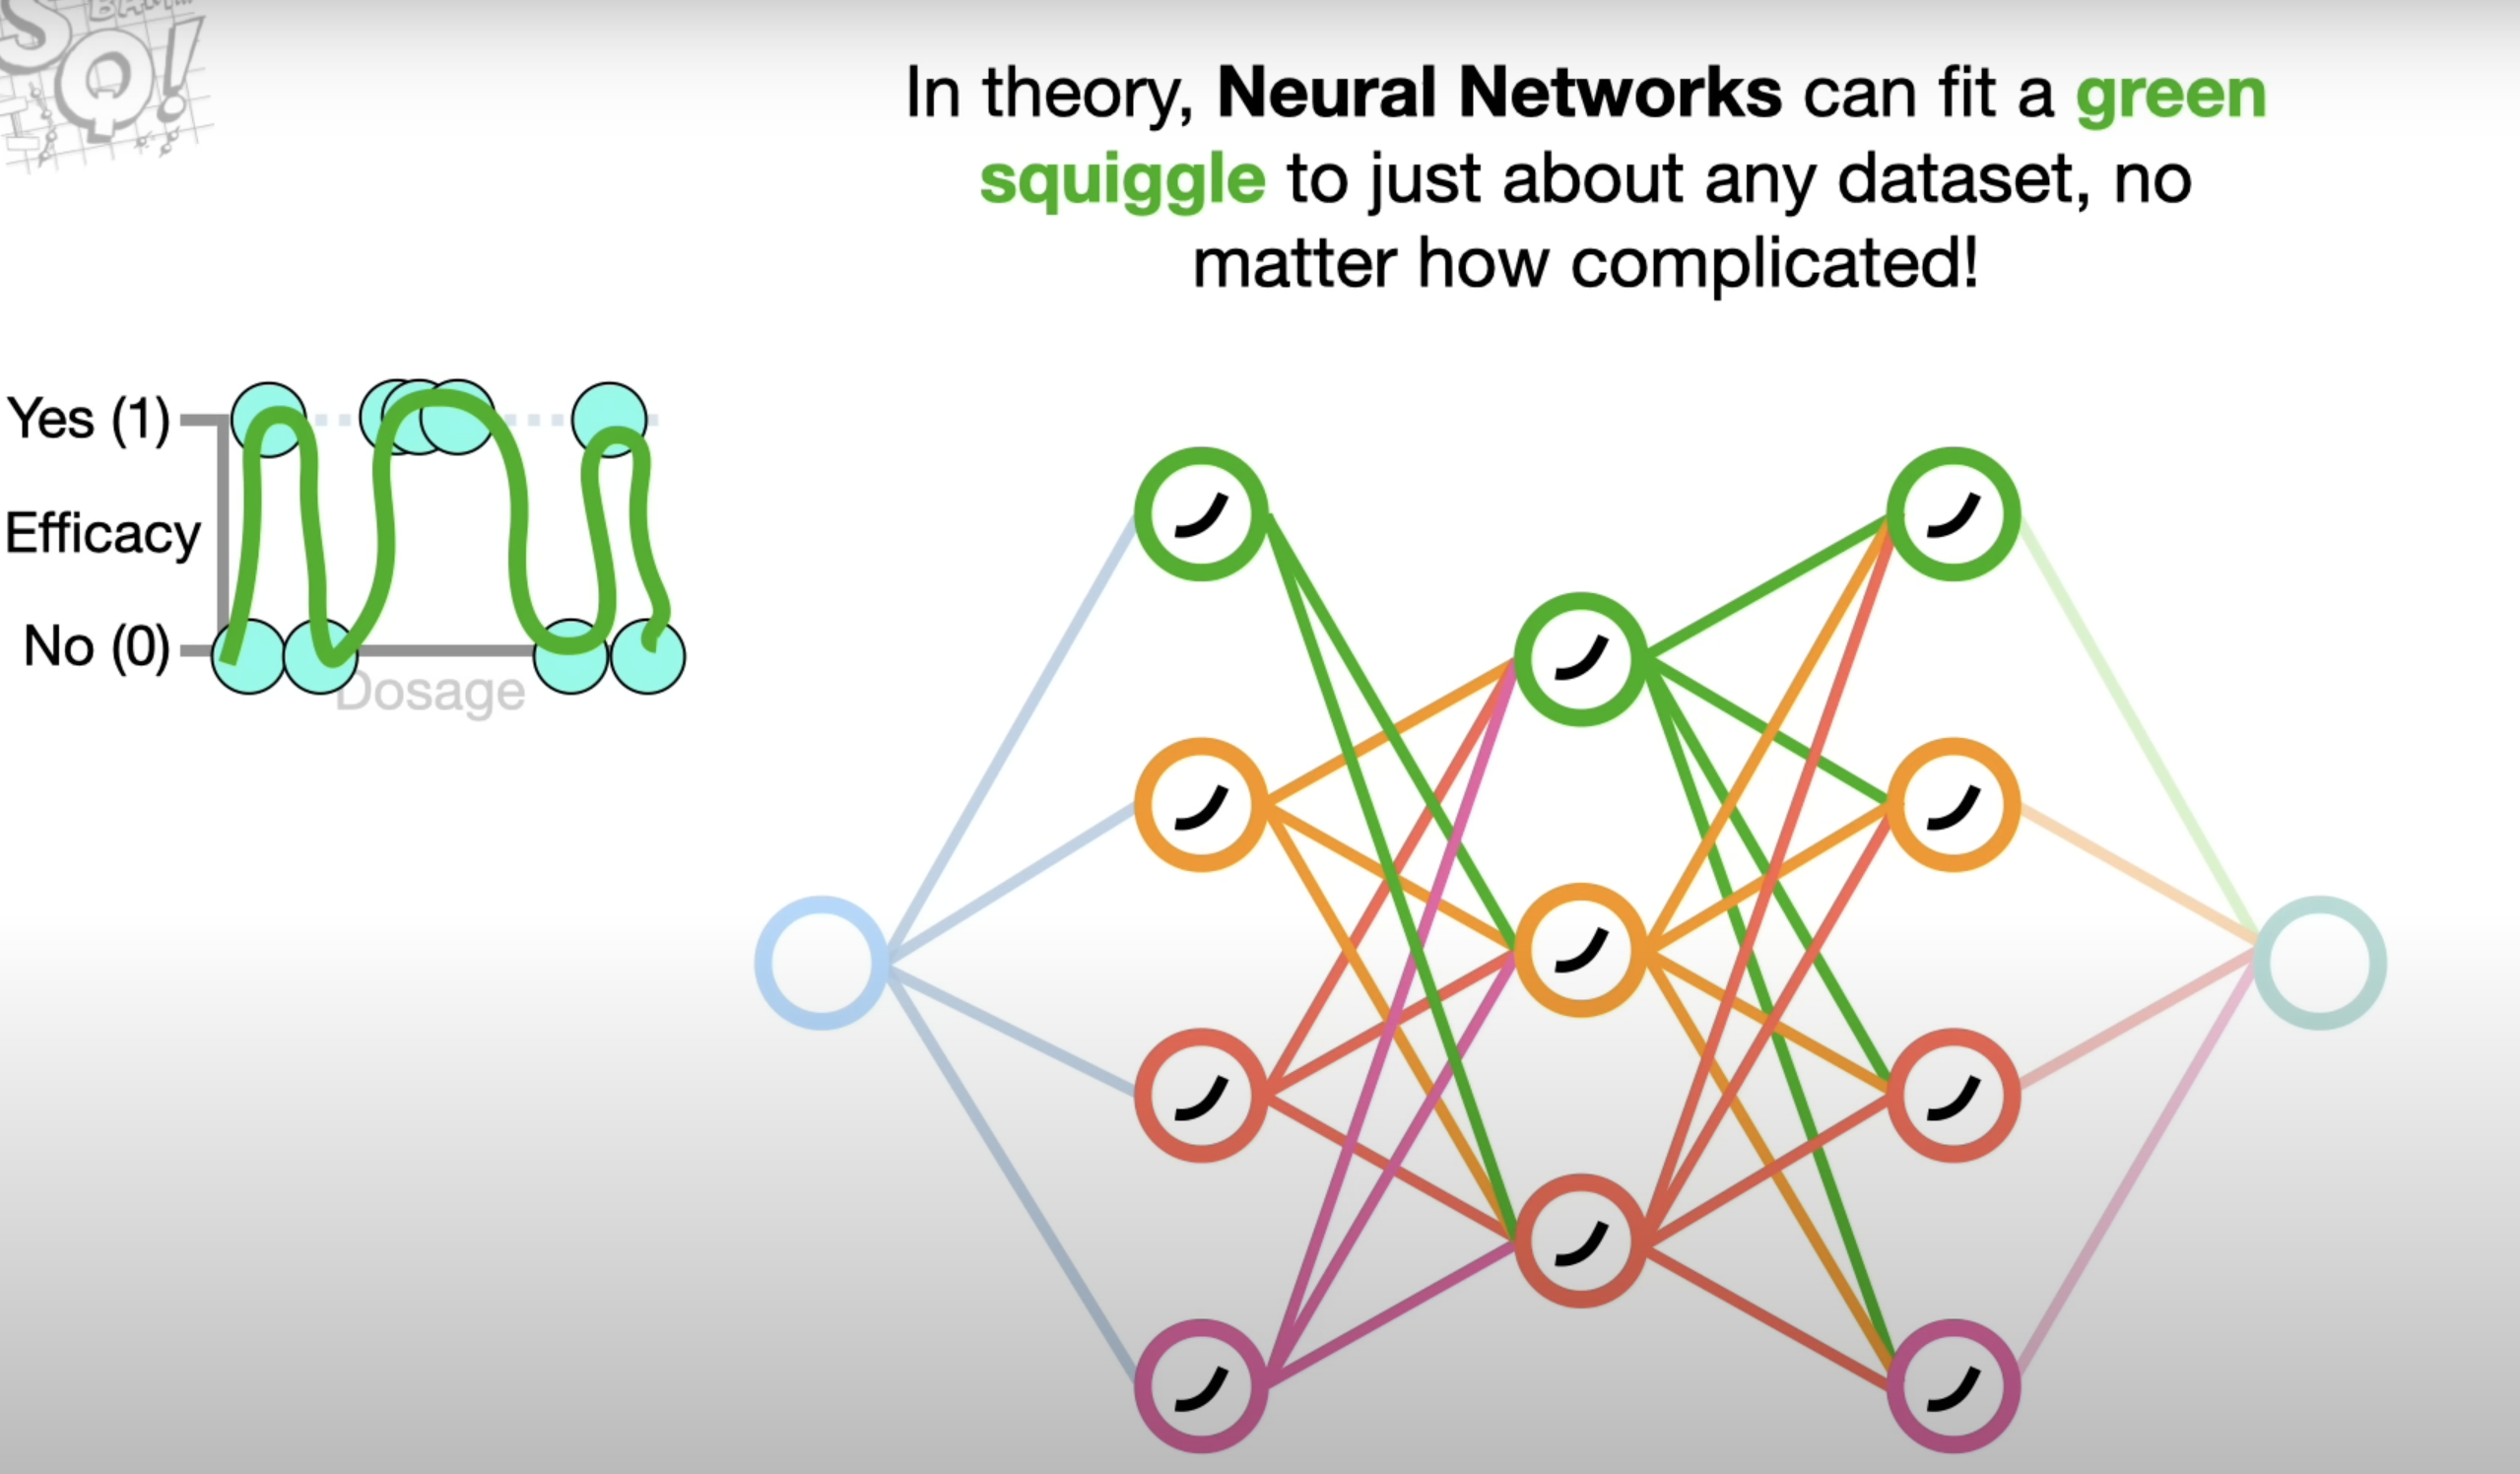 S
BAM...
Q!
In theory, Neural Networks can fit a green
squiggle to just about any dataset, no
matter how complicated!
Yes (1)
Efficacy
No (0)
Dosage